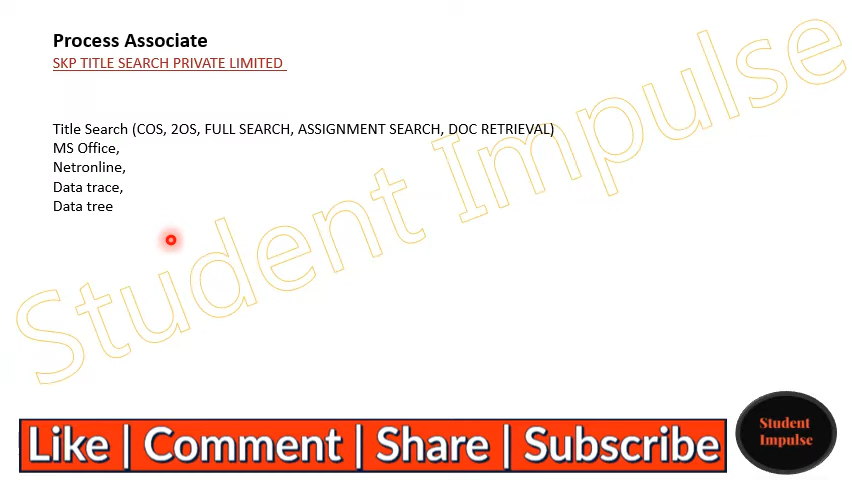 Process Associate
SKP TITLE SEARCH PRIVATE LIMITED
Title Search (COS, 2OS, FULL SEARCH, ASSIGNMENT SEARCH, DOC RETRIEVAL)
MS Office,
Netronline,
Data trace,
Data tree
Student Impulse
Like | Comment | Share | Subscribe
Student
Impulse